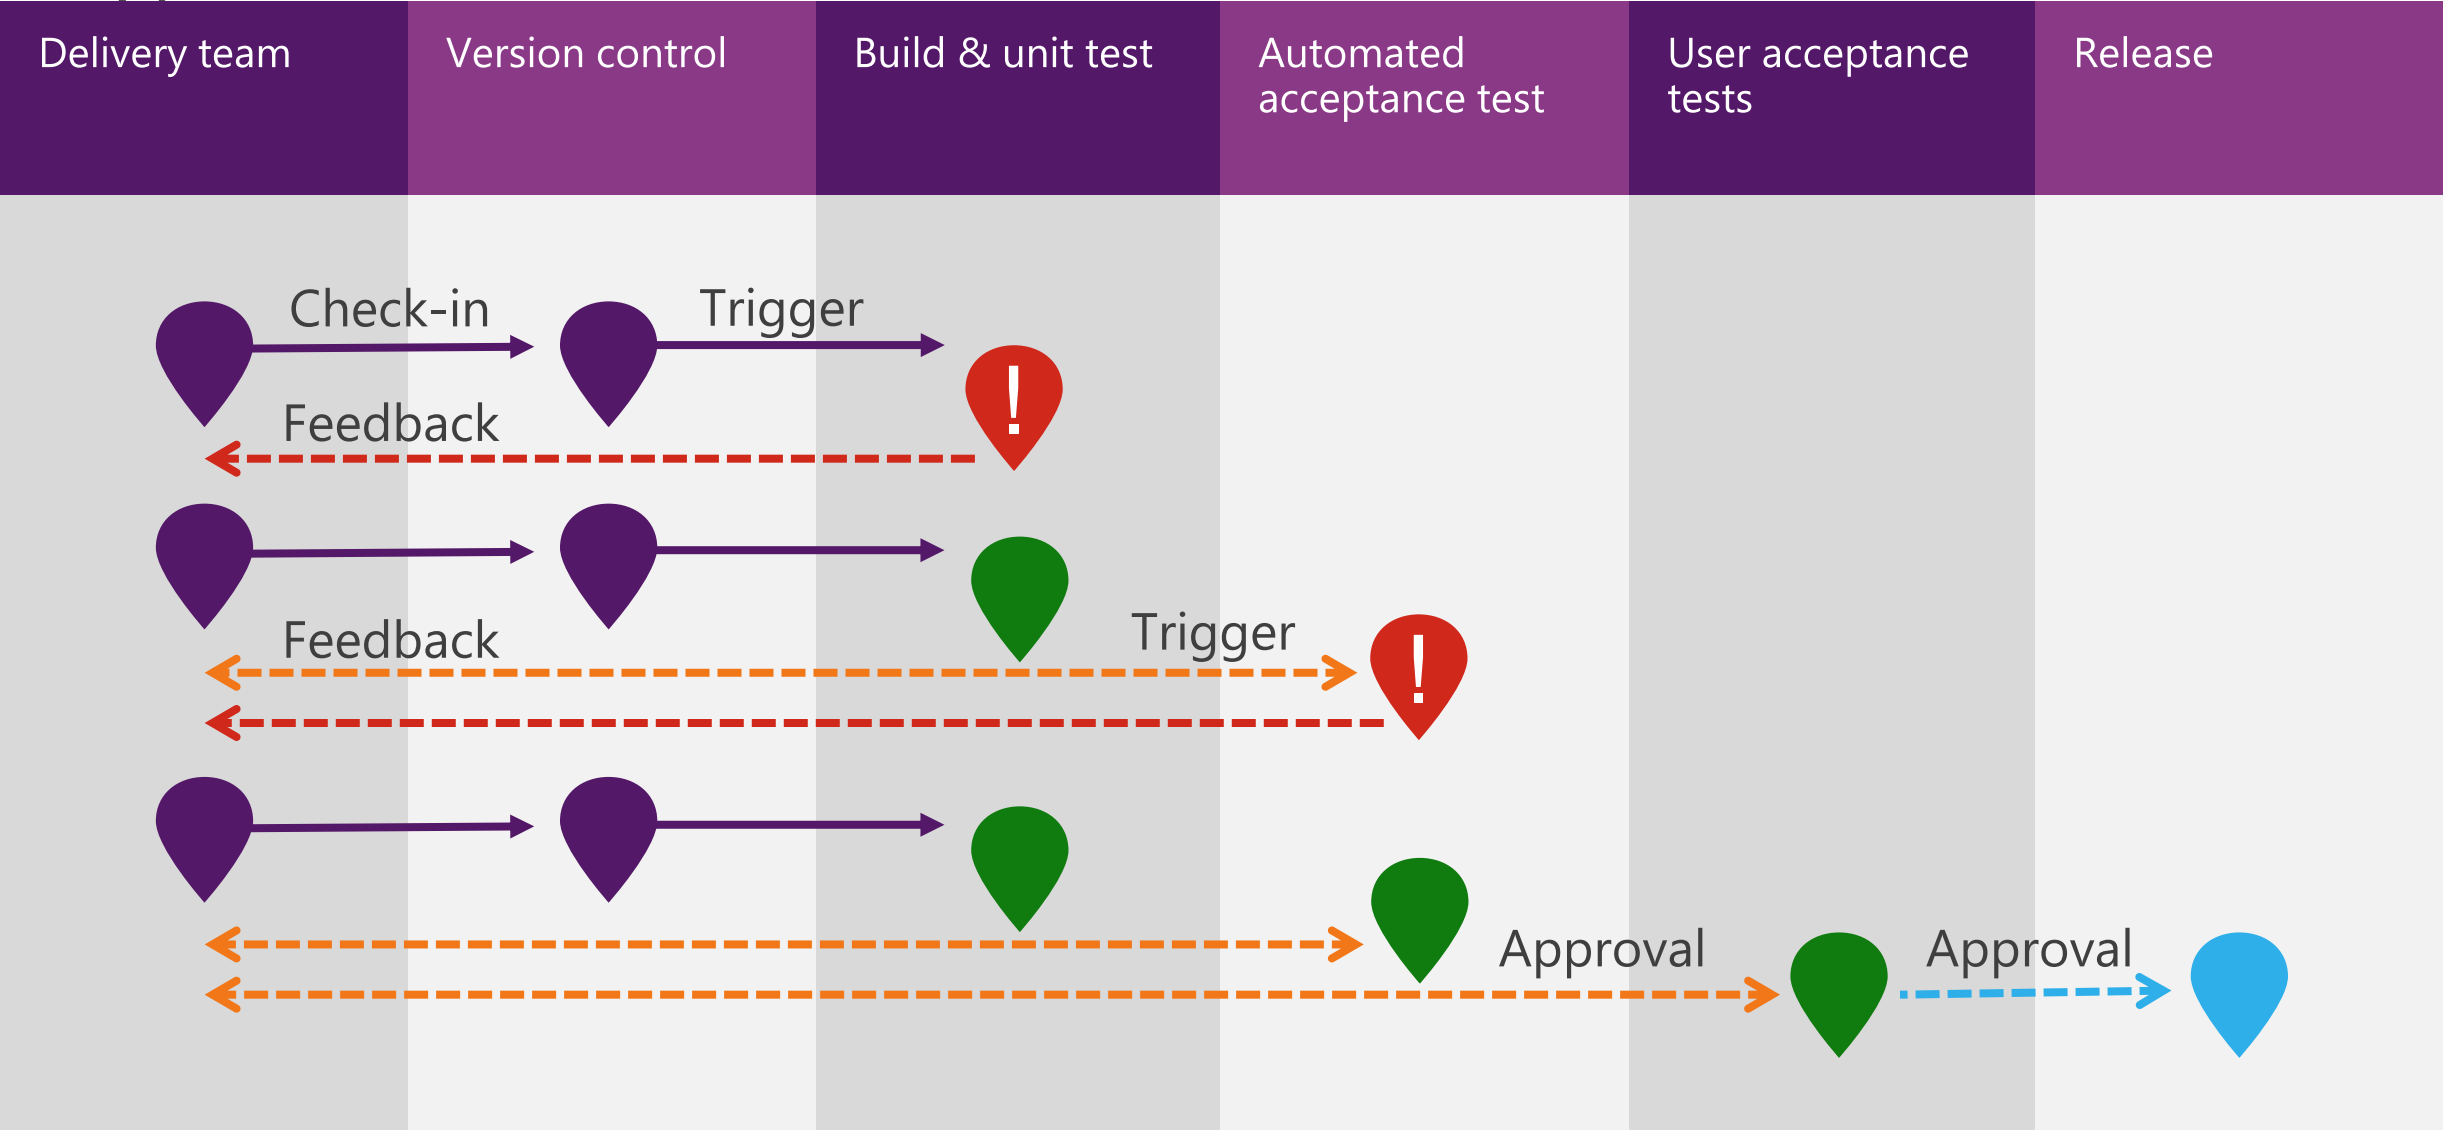 Delivery team
Version control
Build & unit test
Automated
acceptance test
User acceptance
tests
Release
Check-in
Trigger
!
Feedback
Feedback
Trigger
!
Approval
Approval